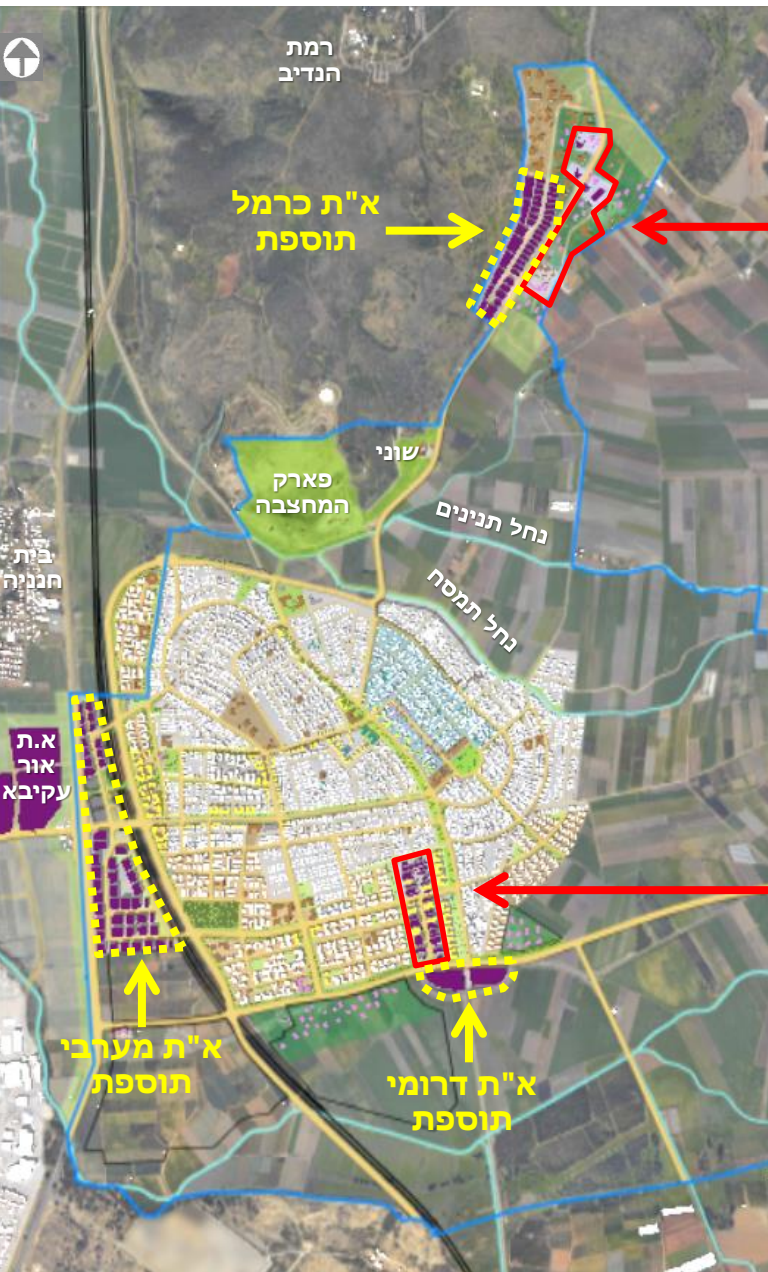 רמת
הנדיב
א"ת כרמל
תוספת
שוני
פארק
המחצבה
נחל תנינים
נחל תמסח
בית
חנניה
א.ת
אור
עקיבא
א"ת מערבי
תוספת
א"ת דרומי
תוספת